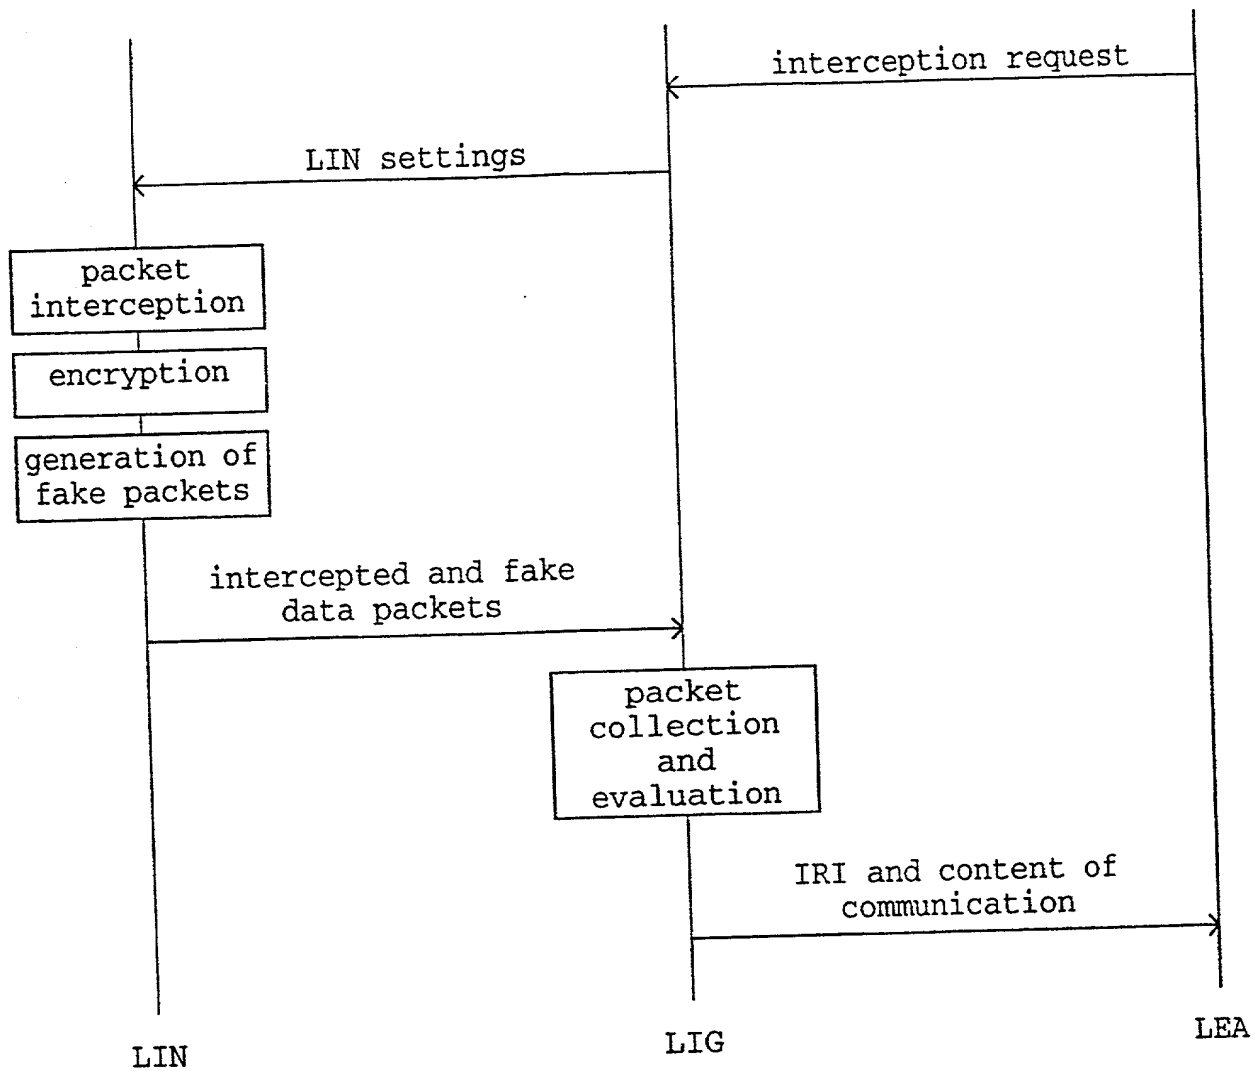 interception request
LIN settings
packet
interception
encryption
generation of
fake packets
intercepted and fake
data packets
packet
collection
and
evaluation
IRI and content of
communication
LIN
LIG
LEA